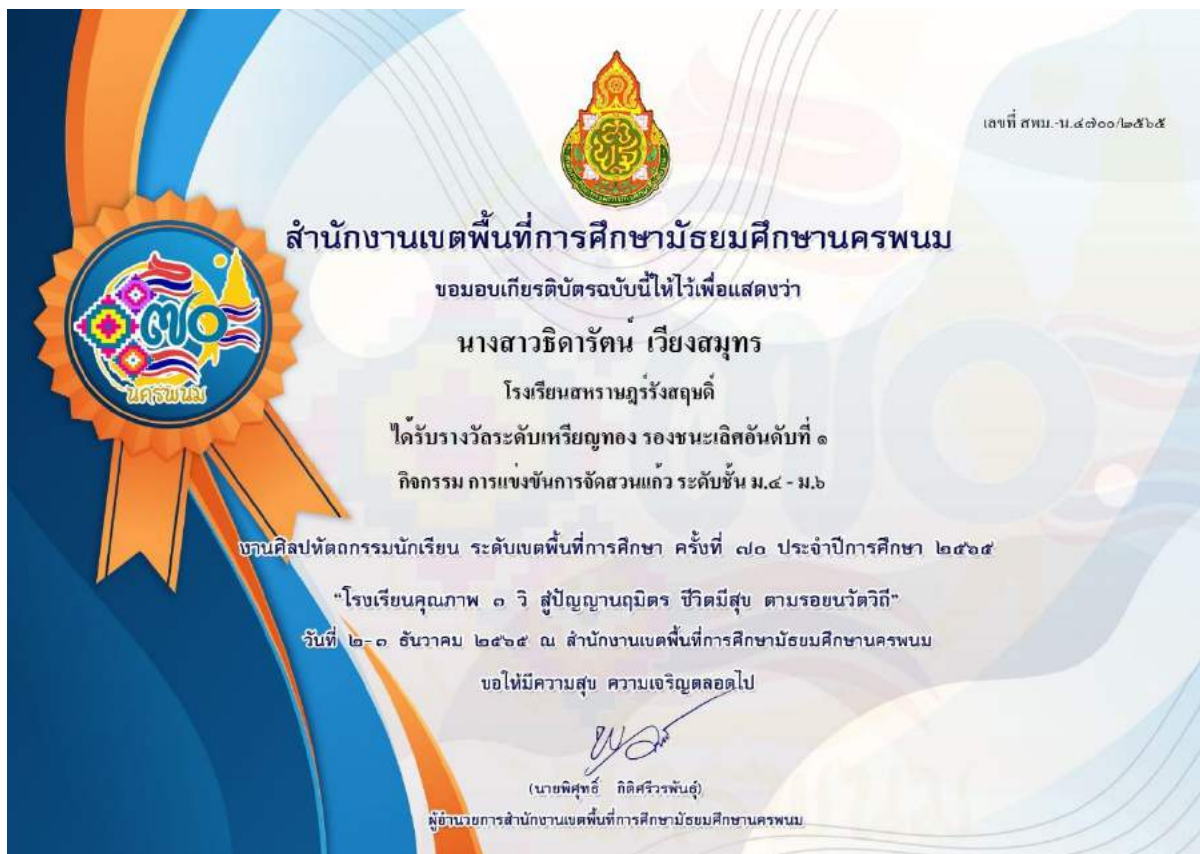 เลขที่ สพม.-น.๔๗๐๐/๒๕๖๕
สำนักงานเขตพื้นที่การศึกษามัธยมศึกษานครพนม
ขอมอบเกียรติบัตรฉบับนี้ให้ไว้เพื่อแสดงว่า
นางสาวธิดารัตน์ เวียงสมุทร
โรงเรียนสหราษฎร์รังสฤษดิ์
ได้รับรางวัลระดับเหรียญทอง รองชนะเลิศอันดับที่ ๑
กิจกรรม การแข่งขันการจัดสวนแก้ว ระดับชั้น ม.๔ - ม.๖
งานศิลปหัตถกรรมนักเรียน ระดับเขตพื้นที่การศึกษา ครั้งที่ ๗๐ ประจำปีการศึกษา ๒๕๖๕
“โรงเรียนคุณภาพ ๓ วิ สู่ปัญญานฤมิตร ชีวิตมีสุข ตามรอยนวัตวิถี”
วันที่ ๒-๓ ธันวาคม ๒๕๖๕ ณ สำนักงานเขตพื้นที่การศึกษามัธยมศึกษานครพนม
ขอให้มีความสุข ความเจริญตลอดไป
(นายพิศุทธิ์ กิติศรีวรพันธุ์)
ผู้อำนวยการสำนักงานเขตพื้นที่การศึกษามัธยมศึกษานครพนม
๗๐
นครพนม